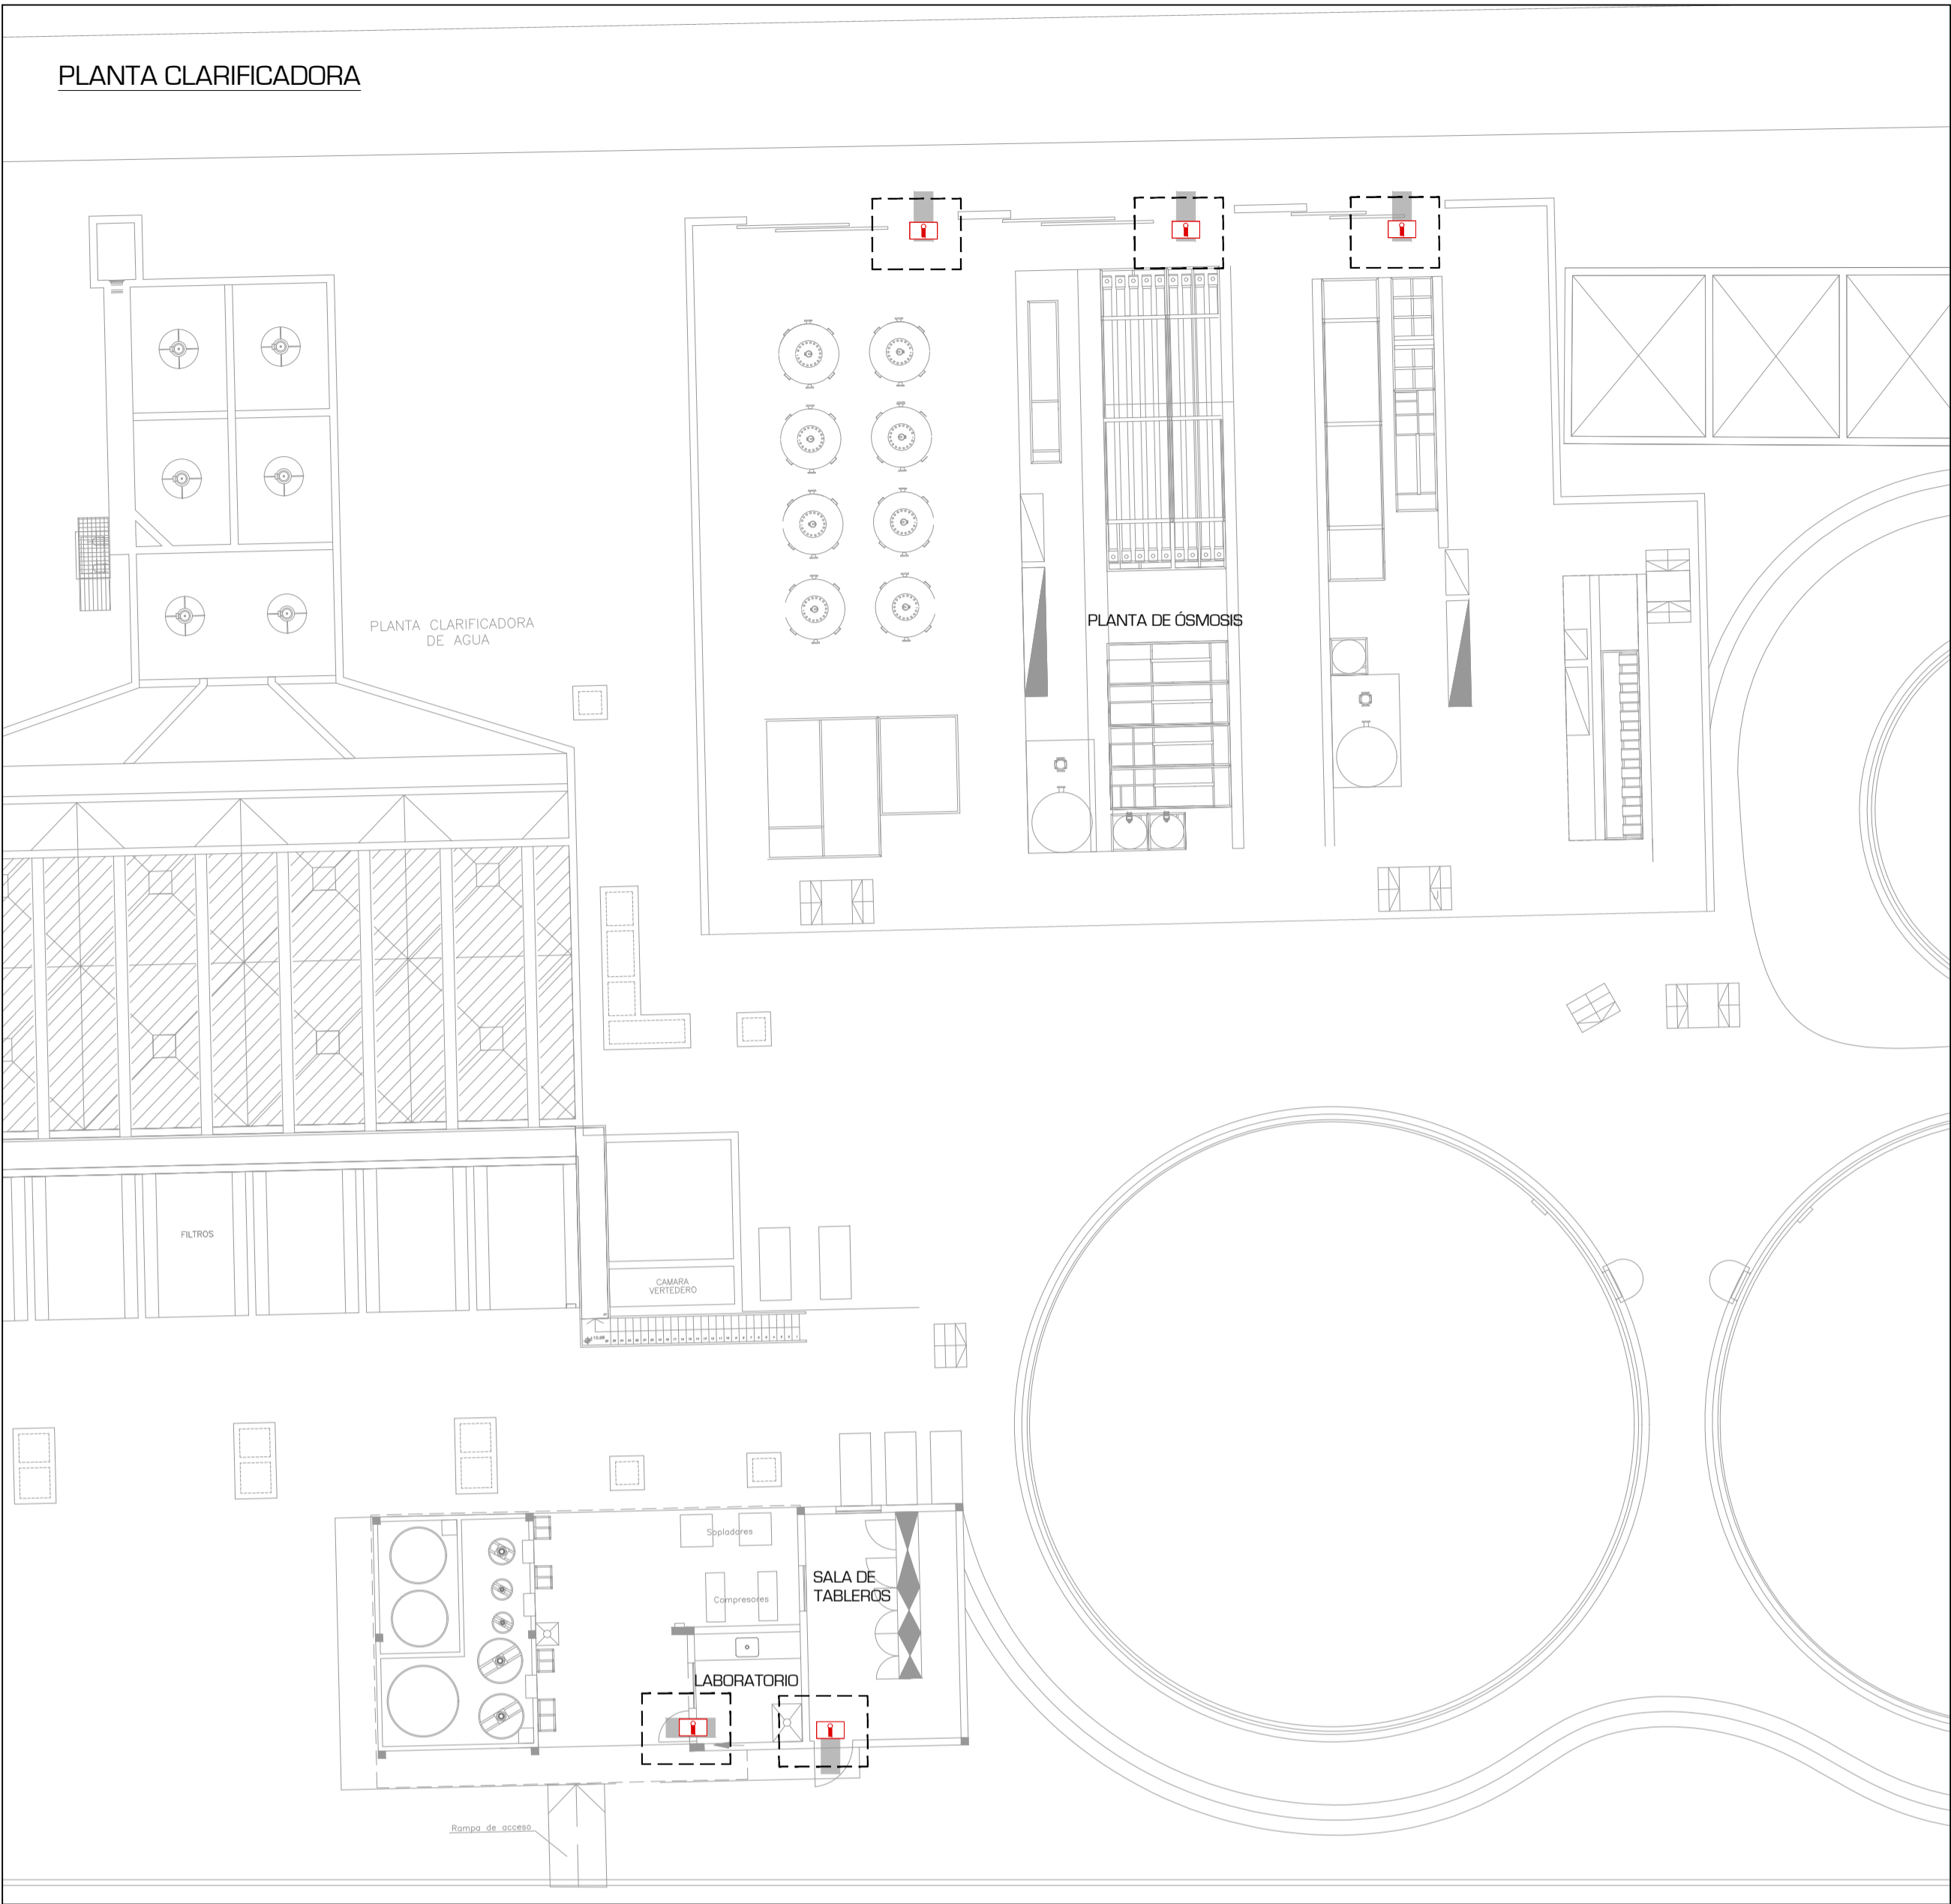 PLANTA CLARIFICADORA
PLANTA CLARIFICADORA
DE AGUA
PLANTA DE ÓSMOSIS
FILTROS
CAMARA
VERTEDERO
Sopladores
SALA DE
TABLEROS
Compresores
LABORATORIO
Rampa de acceso